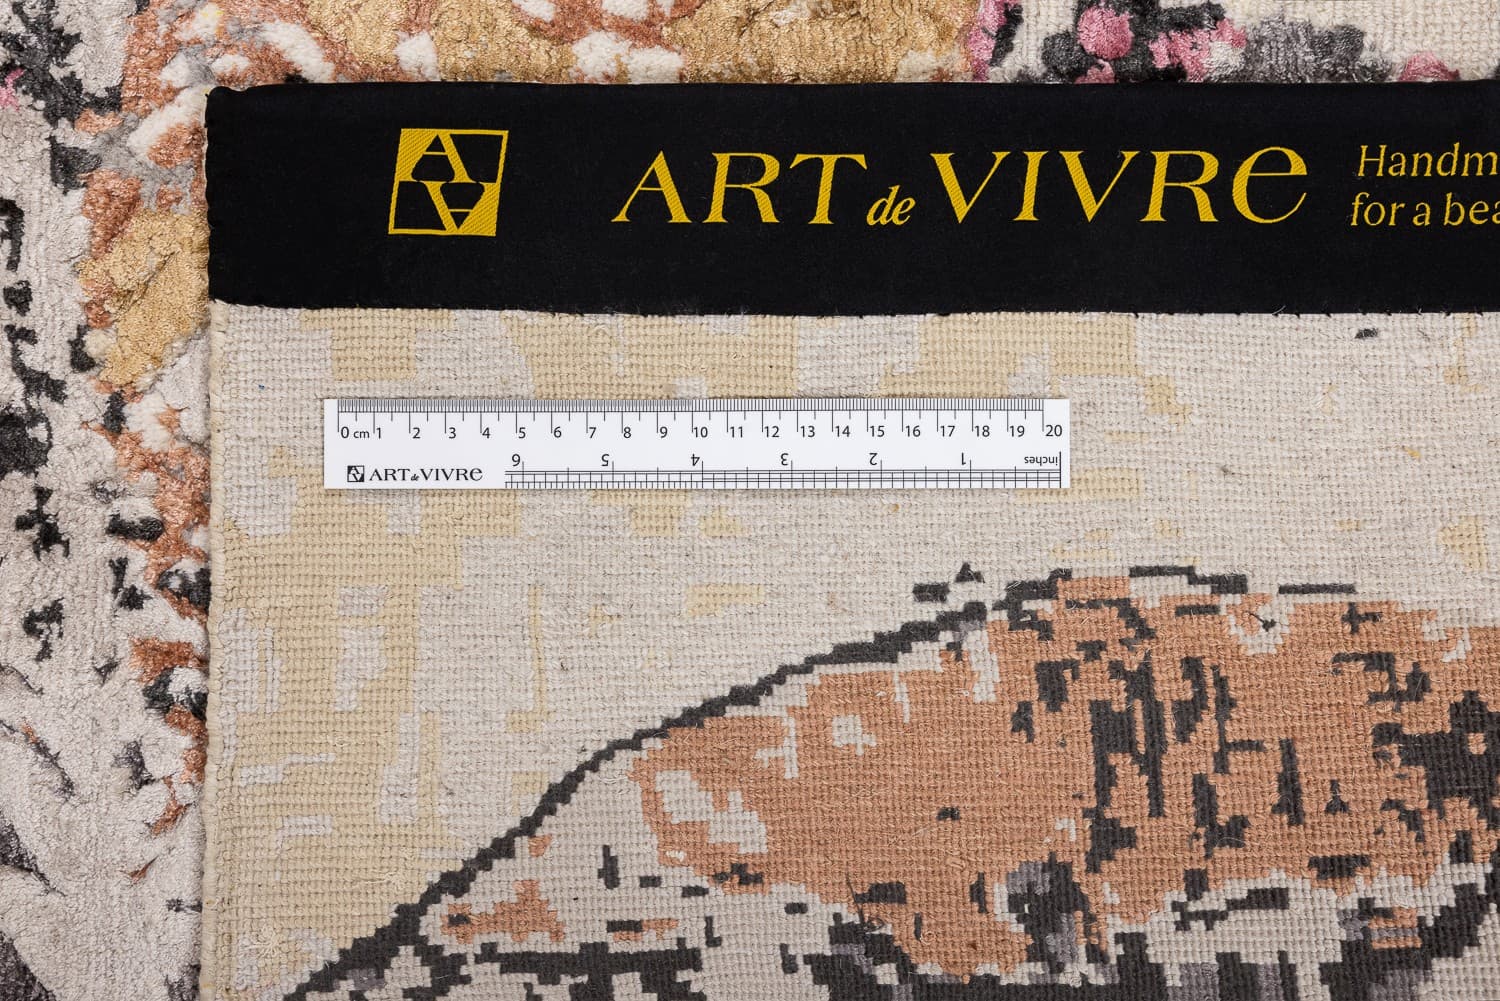 ART de VIVRe
Handm
for a bea
0 cm 1 2 3 4 5 6 7 8 9 10 11 12 13 14 15 16 17 18 19 20
ART de VIVRe
inches 1 2 3 4 5 6